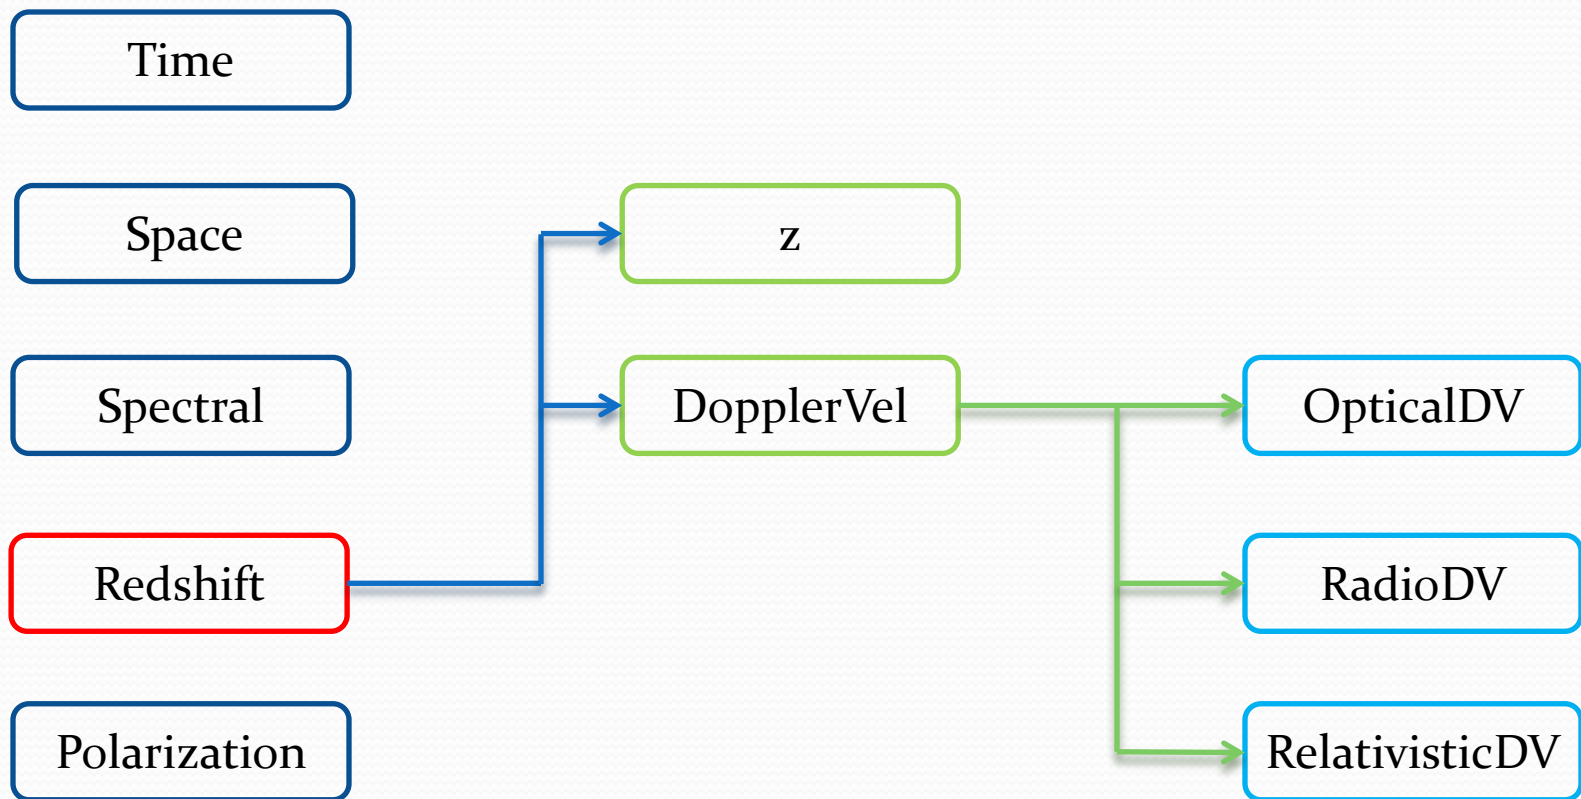 Time
Space
z
Spectral
DopplerVel
OpticalDV
Redshift
RadioDV
Polarization
RelativisticDV